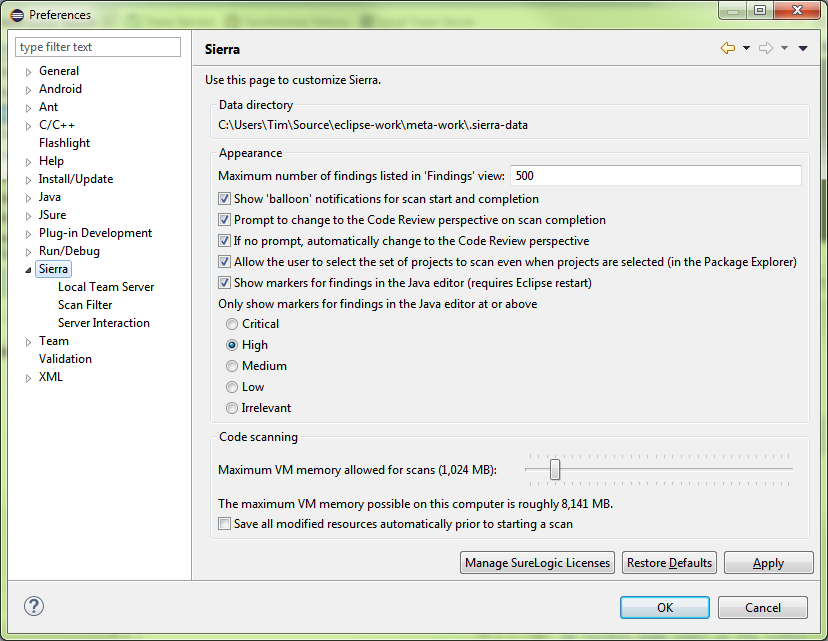 Preferences
type filter text
General
Android
Ant
C/C++
Flashlight
Help
Install/Update
Java
JSure
Plug-in Development
Run/Debug
Sierra
Local Team Server
Scan Filter
Server Interaction
Team
Validation
XML
Sierra
Use this page to customize Sierra.
Data directory
C:\Users\Tim\Source\eclipse-work\meta-work\.sierra-data
Appearance
Maximum number of findings listed in 'Findings' view: 500
Show 'balloon' notifications for scan start and completion
Prompt to change to the Code Review perspective on scan completion
If no prompt, automatically change to the Code Review perspective
Allow the user to select the set of projects to scan even when projects are selected (in the Package Explorer)
Show markers for findings in the Java editor (requires Eclipse restart)
Only show markers for findings in the Java editor at or above
Critical
High
Medium
Low
Irrelevant
Code scanning
Maximum VM memory allowed for scans (1,024 MB):
The maximum VM memory possible on this computer is roughly 8,141 MB.
Save all modified resources automatically prior to starting a scan
Manage SureLogic Licenses Restore Defaults Apply
? OK Cancel